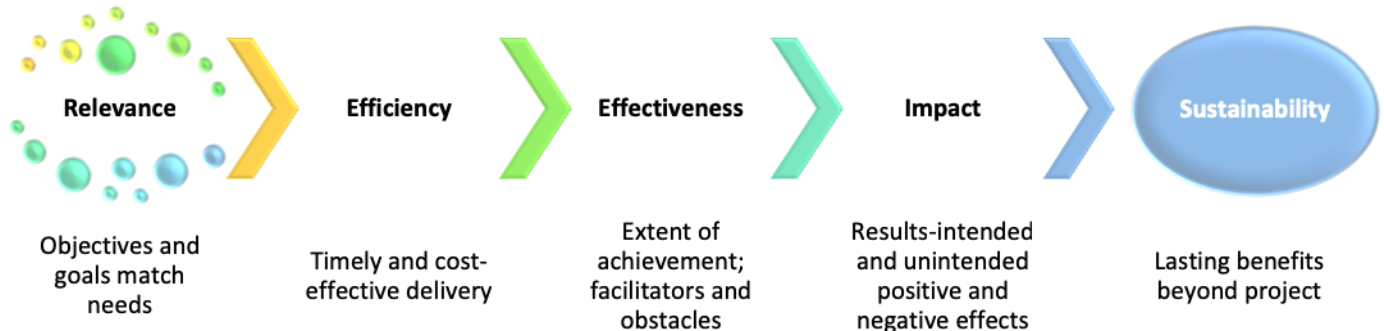 Relevance
Efficiency
Effectiveness
Impact
Sustainability
Objectives and
goals match
needs
Timely and cost-
effective delivery
Extent of
achievement;
facilitators and
obstacles
Results-intended
and unintended
positive and
negative effects
Lasting benefits
beyond project